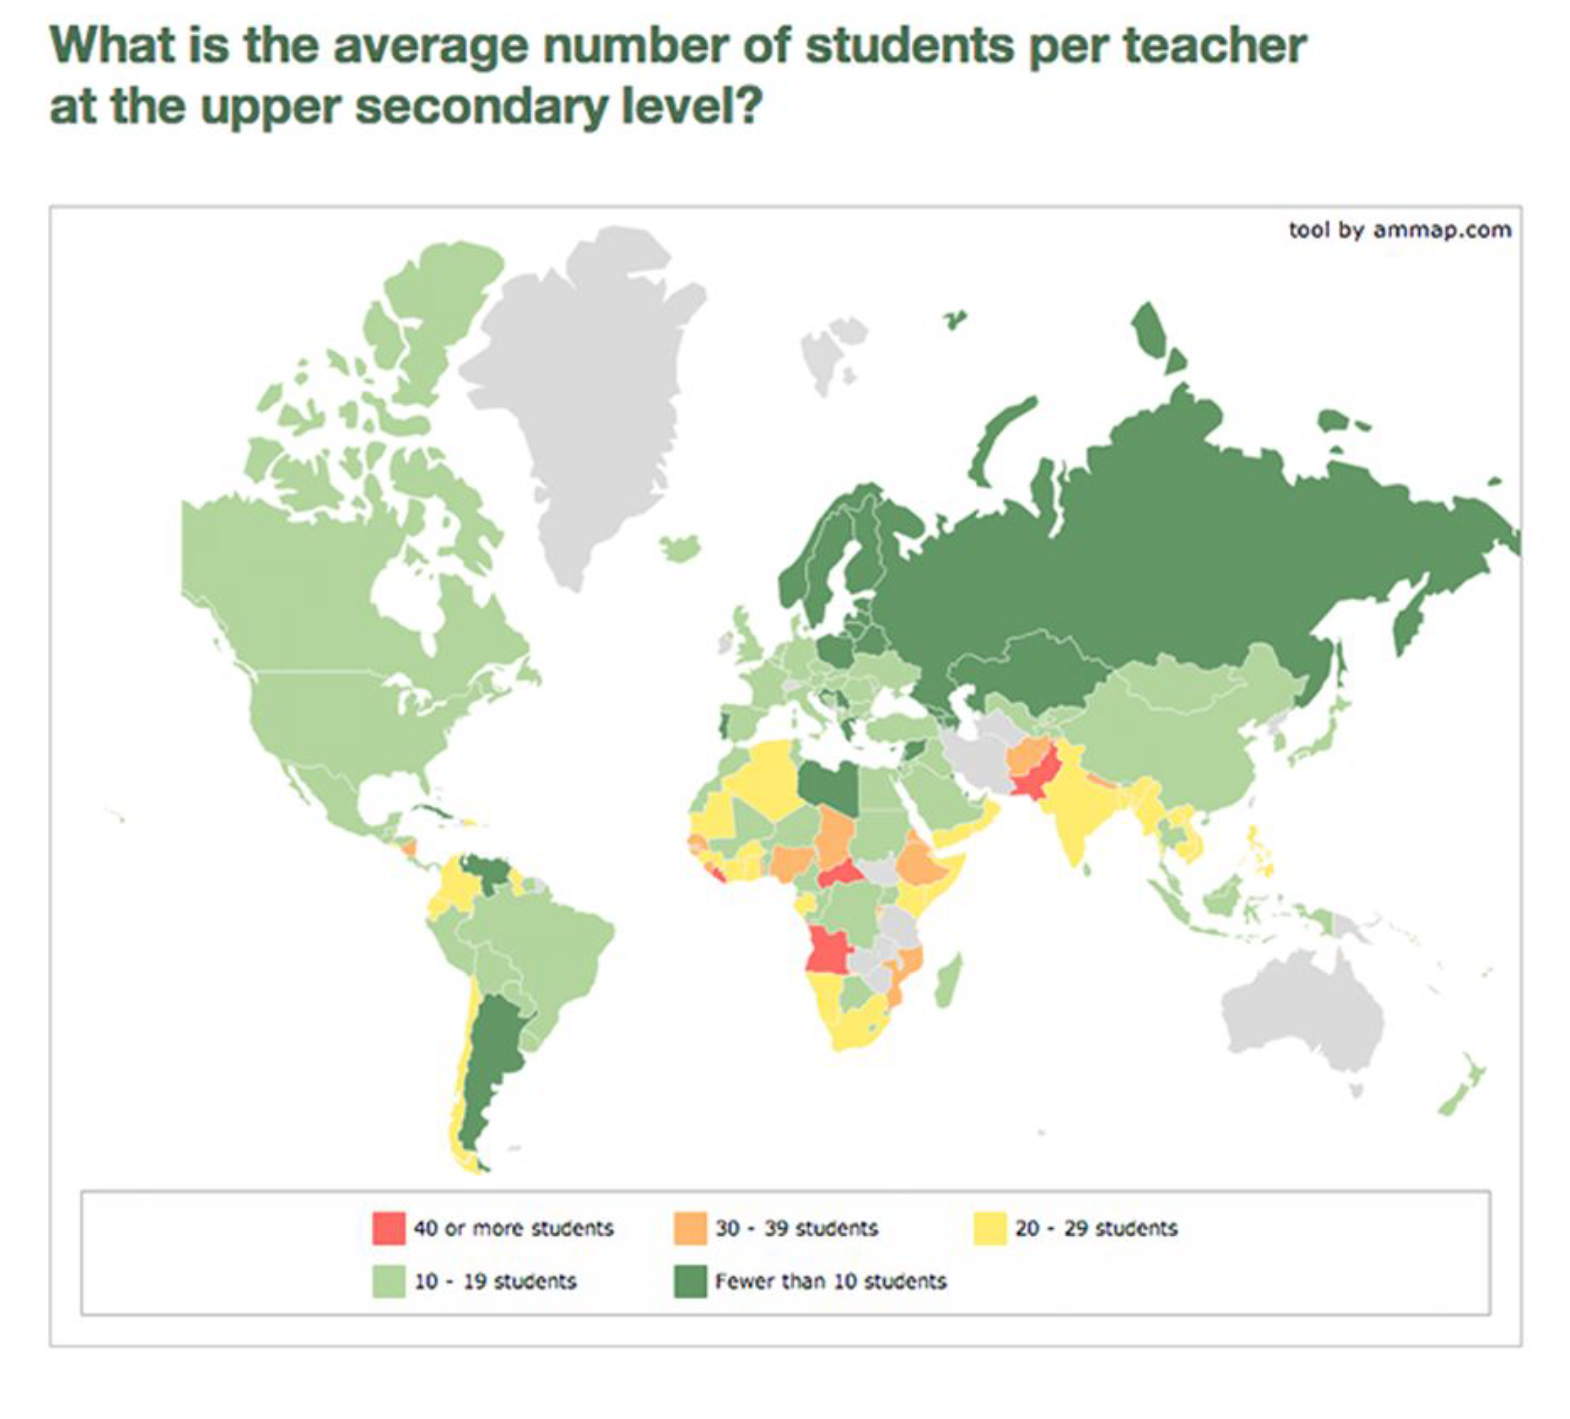 What is the average number of students per teacher
at the upper secondary level?
tool by ammap.com
40 or more students
30 - 39 students
20 - 29 students
10 - 19 students
Fewer than 10 students